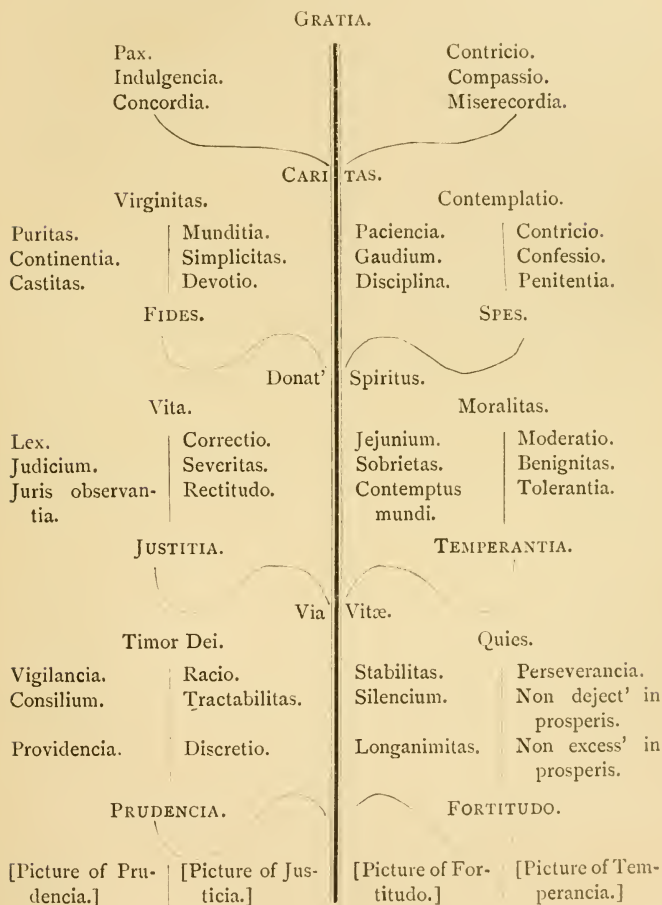 GRATIA.
Pax. Contricio.
Indulgencia. Compassio.
Concordia. Miserecordia.
CARI TAS.
Virginitas. Contemplatio.
Puritas. Munditia. Paciencia. Contricio.
Continentia. Simplicitas. Gaudium. Confessio.
Castitas. Devotio. Disciplina. Penitentia.
FIDES. SPES.
Donat' Spiritus.
Vita. Moralitas.
Lex. Correctio. Jejunium. Moderatio.
Judicium. Severitas. Sobrietas. Benignitas.
Juris observan- Rectitudo. Contemptus Tolerantia.
tia. mundi.
JUSTITIA. TEMPERANTIA.
Via Vitæ.
Timor Dei. Quies.
Vigilancia. Racio. Stabilitas. Perseverancia.
Consilium. Tractabilitas. Silencium. Non deject' in
prosperis.
Providencia. Discretio. Longanimitas. Non excess' in
prosperis.
PRUDENCIA. FORTITUDO.
[Picture of Pru- [Picture of Jus- [Picture of For- [Picture of Tem-
dencia.] ticia.] titudo.] perancia.]